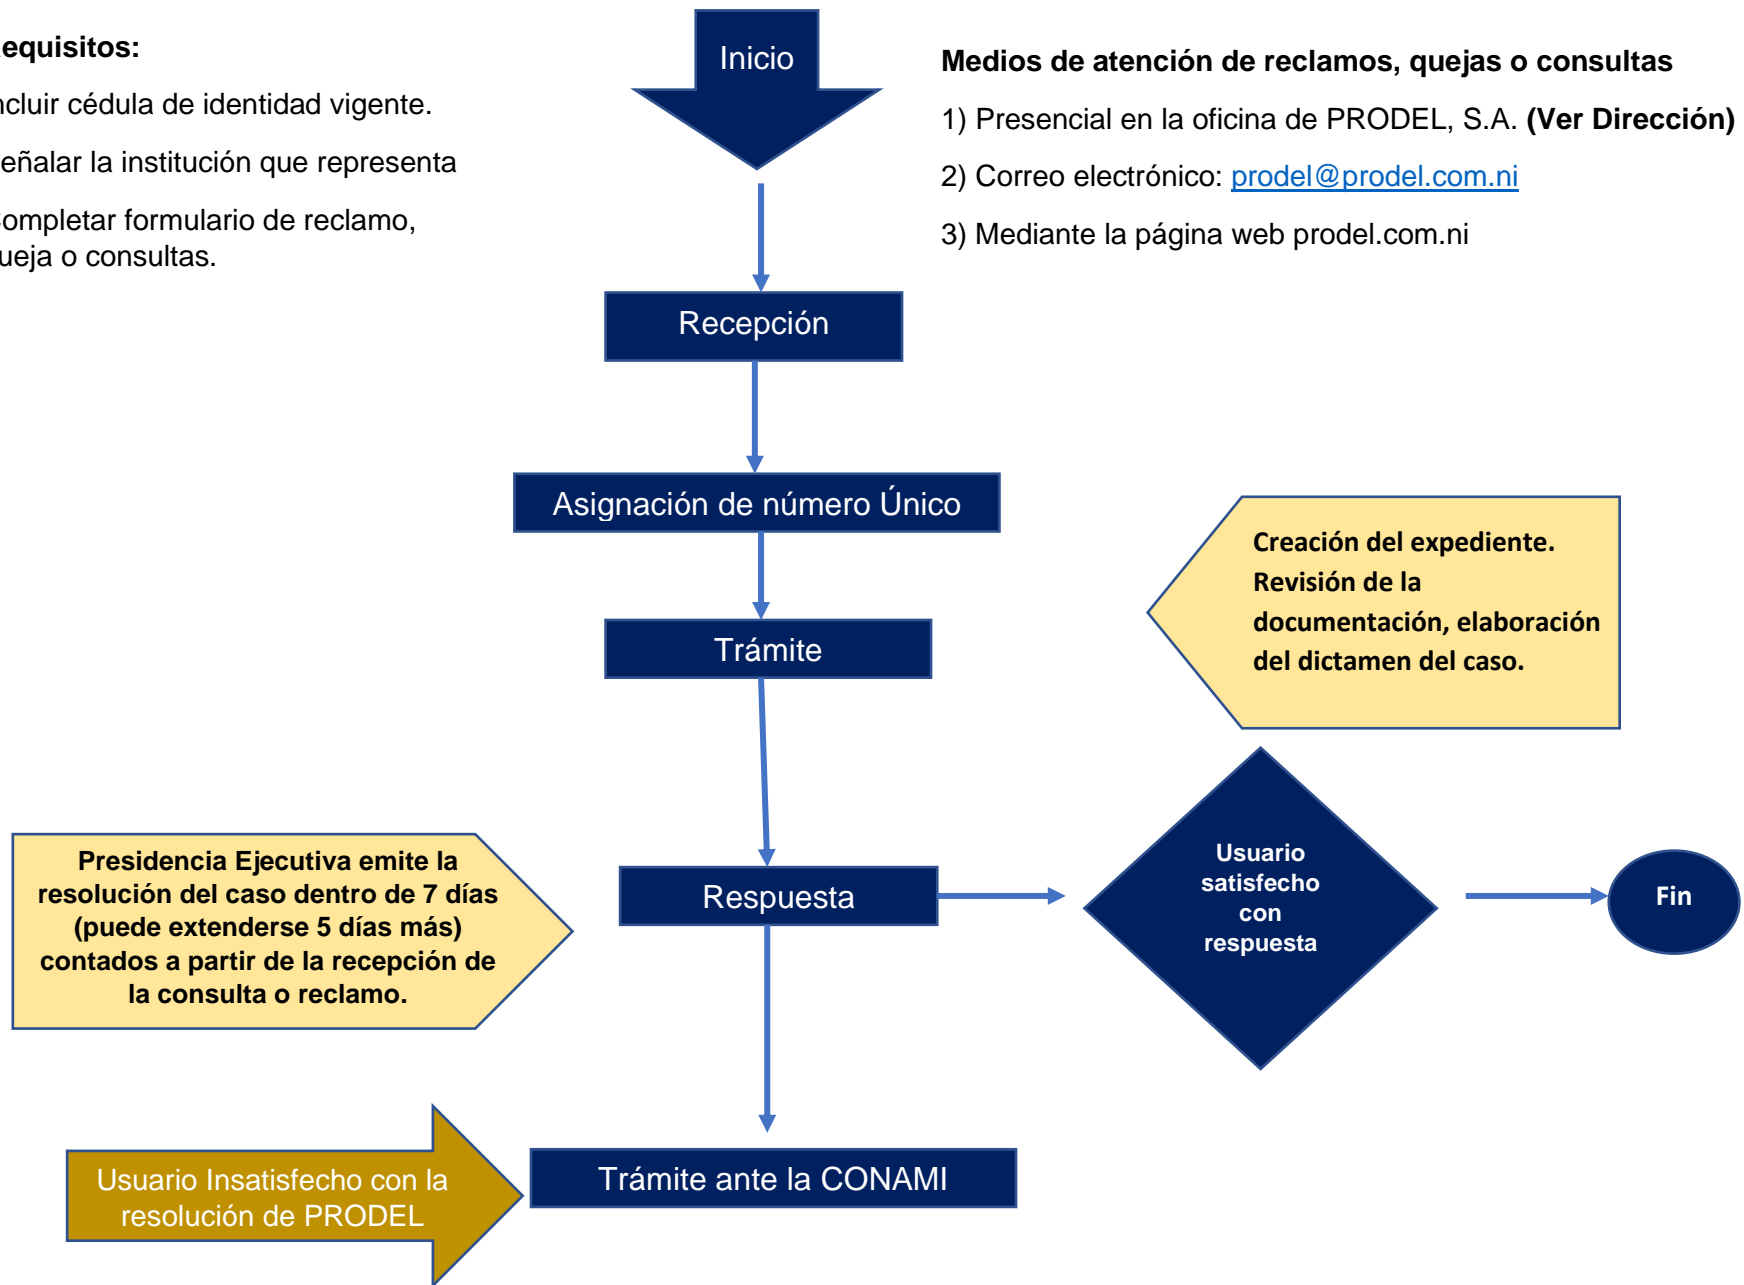 equisitos:
ncluir cédula de identidad vigente.
eñalar la institución que representa
ompletar formulario de reclamo,
ueja o consultas.
Inicio
Medios de atención de reclamos, quejas o consultas
1) Presencial en la oficina de PRODEL, S.A. (Ver Dirección)
2) Correo electrónico: prodel@prodel.com.ni
3) Mediante la página web prodel.com.ni
Recepción
Asignación de número Único
Creación del expediente.
Revisión de la
documentación, elaboración
del dictamen del caso.
Trámite
Presidencia Ejecutiva emite la
resolución del caso dentro de 7 días
(puede extenderse 5 días más)
contados a partir de la recepción de
la consulta o reclamo.
Respuesta
Usuario
satisfecho
con
respuesta
Fin
Usuario Insatisfecho con la
resolución de PRODEL
Trámite ante la CONAMI